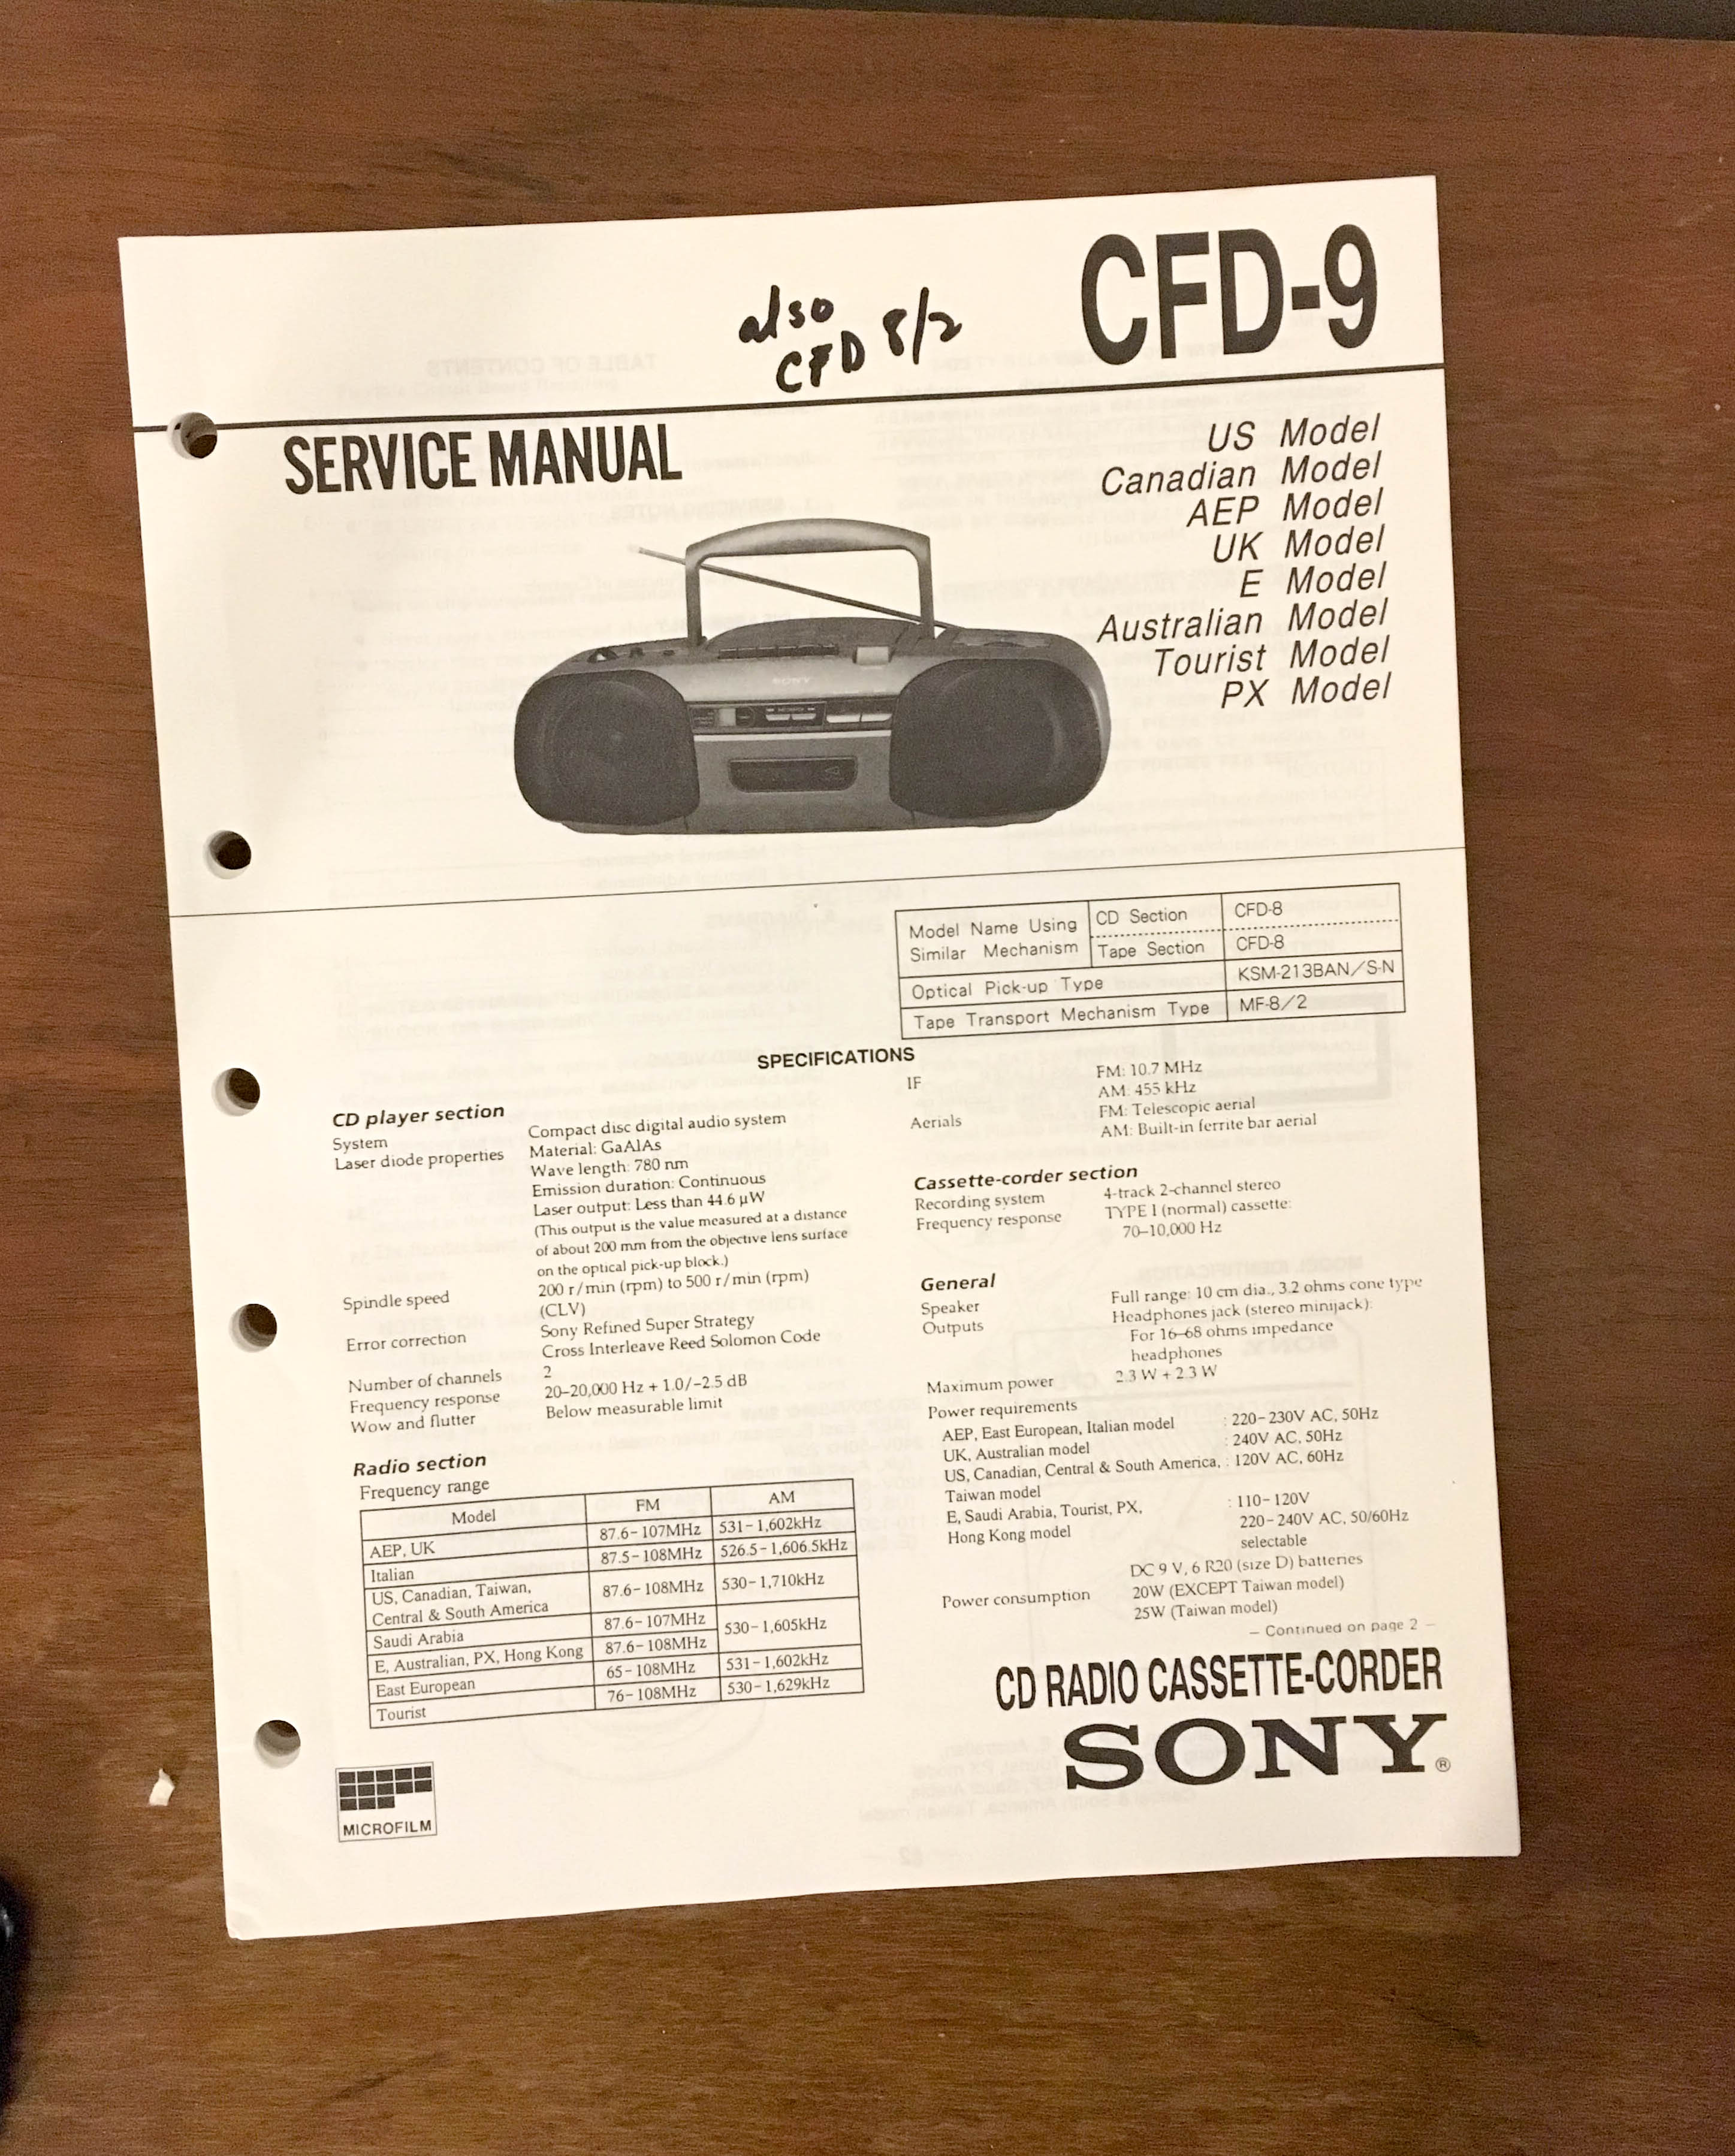 also
CFD 8/2
CFD-9
SERVICE MANUAL
US Model
Canadian Model
AEP Model
UK Model
E Model
Australian Model
Tourist Model
PX Model
SONY
Model Name Using
Similar Mechanism
CD Section
CFD-8
Tape Section
CFD-8
Optical Pick-up Type
KSM-213BAN/S-N
Tape Transport Mechanism Type
MF-8/2
SPECIFICATIONS
CD player section
System
Compact disc digital audio system
Laser diode properties
Material: GaAlAs
Wave length: 780 nm
Emission duration: Continuous
Laser output: Less than 44.6 µW
(This output is the value measured at a distance
of about 200 mm from the objective lens surface
on the optical pick-up block.)
Spindle speed
200 r/min (rpm) to 500 r/min (rpm)
(CLV)
Error correction
Sony Refined Super Strategy
Cross Interleave Reed Solomon Code
Number of channels
2
Frequency response
20–20,000 Hz + 1.0/–2.5 dB
Wow and flutter
Below measurable limit
Radio section
Frequency range
Model
FM
AM
AEP, UK
87.6–107MHz
531–1,602kHz
Italian
87.5–108MHz
526.5–1,606.5kHz
US, Canadian, Taiwan,
Central & South America
87.6–108MHz
530–1,710kHz
Saudi Arabia
87.6–107MHz
530–1,605kHz
E, Australian, PX, Hong Kong
87.6–108MHz
East European
65–108MHz
531–1,602kHz
Tourist
76–108MHz
530–1,629kHz
IF
FM: 10.7 MHz
AM: 455 kHz
Aerials
FM: Telescopic aerial
AM: Built-in ferrite bar aerial
Cassette-corder section
Recording system
4-track 2-channel stereo
Frequency response
TYPE I (normal) cassette:
70–10,000 Hz
General
Speaker
Full range: 10 cm dia., 3.2 ohms cone type
Outputs
Headphones jack (stereo minijack):
For 16–68 ohms impedance
headphones
Maximum power
2.3 W + 2.3 W
Power requirements
AEP, East European, Italian model
: 220–230V AC, 50Hz
UK, Australian model
: 240V AC, 50Hz
US, Canadian, Central & South America,
: 120V AC, 60Hz
Taiwan model
E, Saudi Arabia, Tourist, PX,
: 110–120V
Hong Kong model
220–240V AC, 50/60Hz
selectable
DC 9 V, 6 R20 (size D) batteries
Power consumption
20W (EXCEPT Taiwan model)
25W (Taiwan model)
– Continued on page 2 –
CD RADIO CASSETTE-CORDER
SONY®
MICROFILM